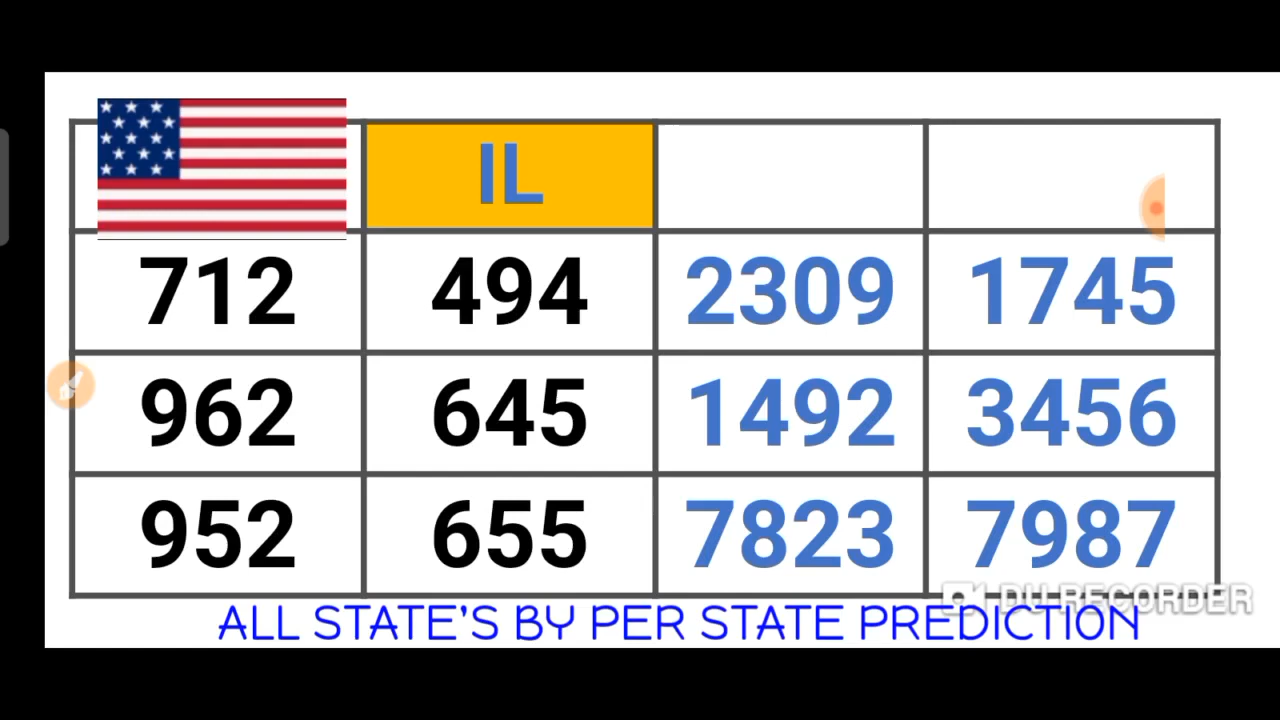 IL
712 494 2309 1745
962 645 1492 3456
952 655 7823 7987
DU RECORDER
ALL STATE'S BY PER STATE PREDICTION